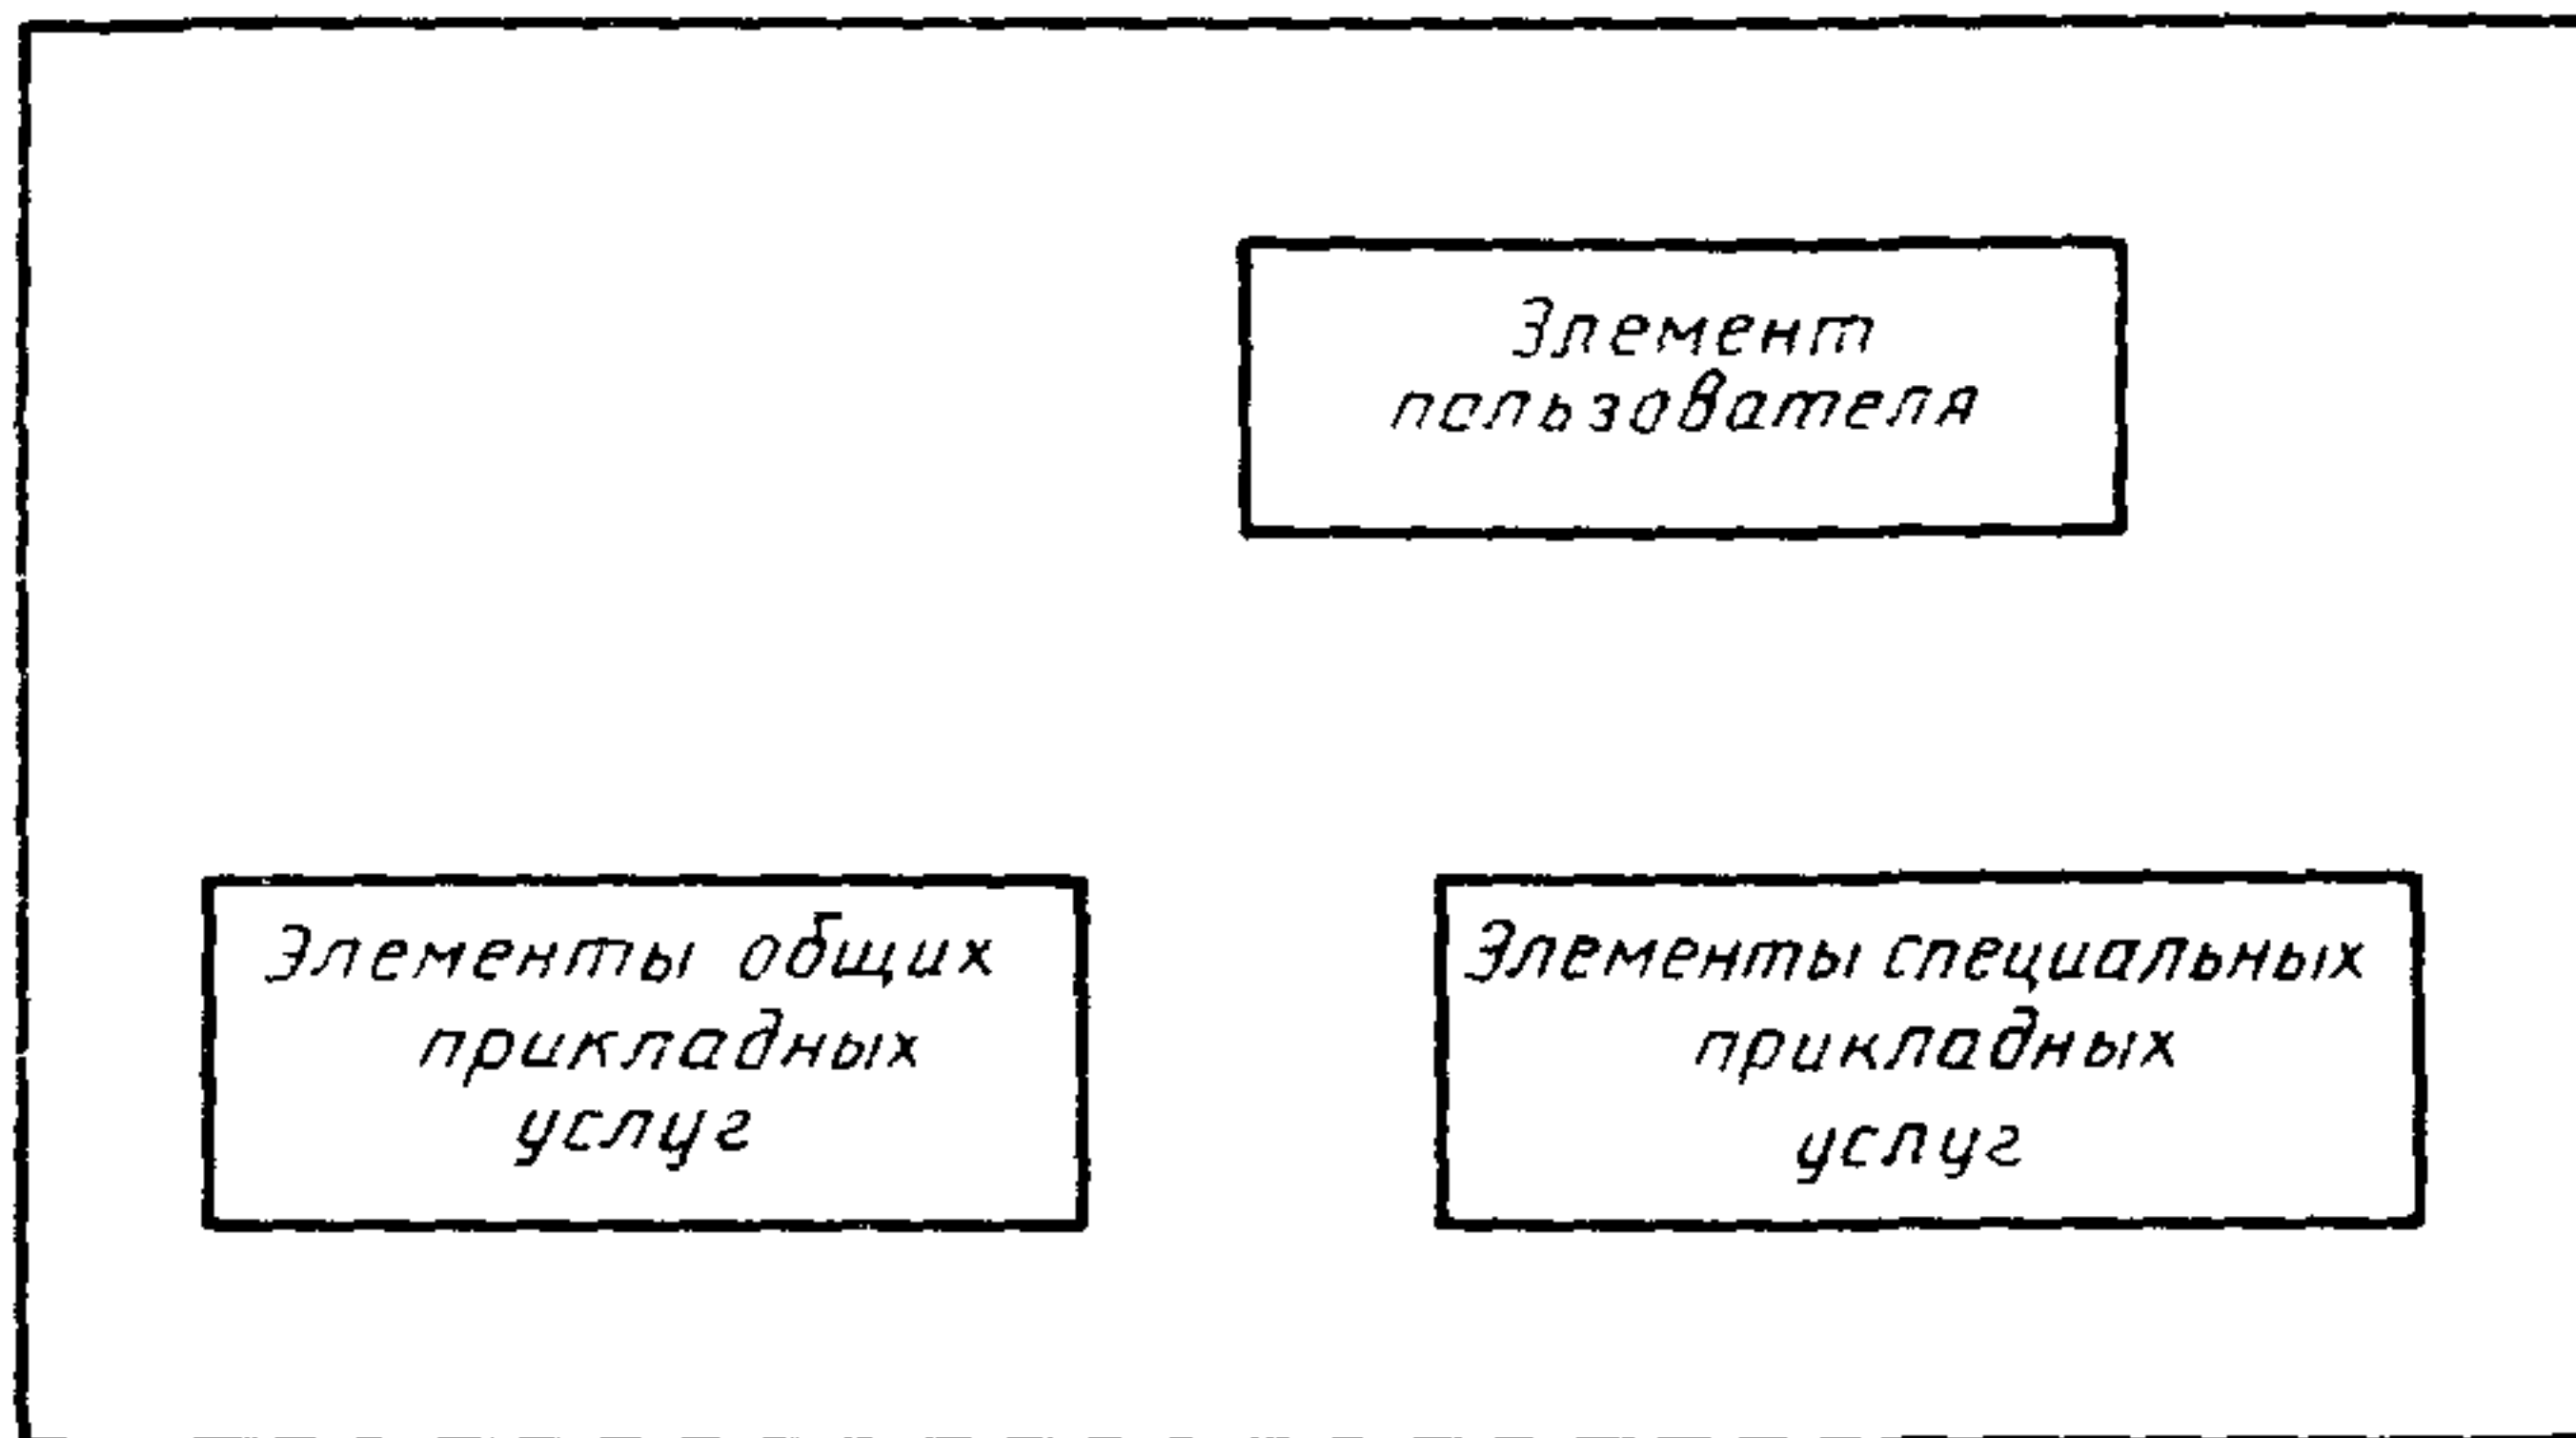 Элемент
пользователя
Элементы общих
прикладных
услуг
Элементы специальных
прикладных
услуг